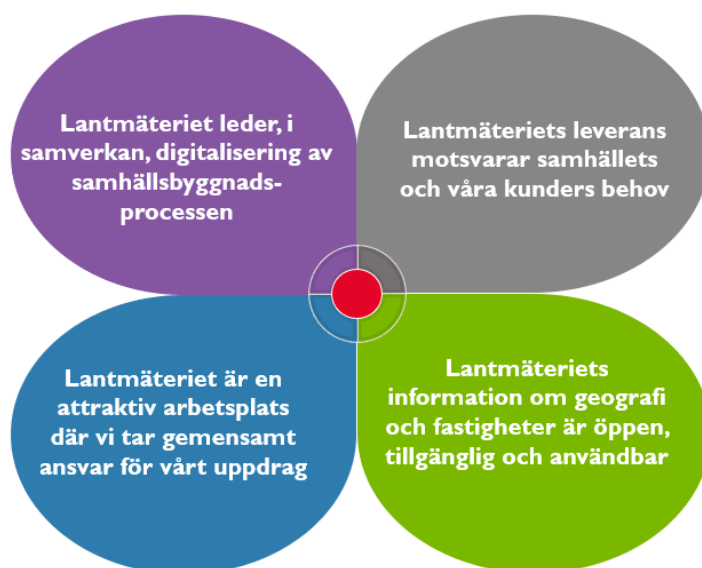 Lantmäteriet leder, i
samverkan, digitalisering av
samhällsbyggnads-
processen
Lantmäteriets leverans
motsvarar samhällets
och våra kunders behov
Lantmäteriet är en
attraktiv arbetsplats
där vi tar gemensamt
ansvar för vårt uppdrag
Lantmäteriets
information om geografi
och fastigheter är öppen,
tillgänglig och användbar